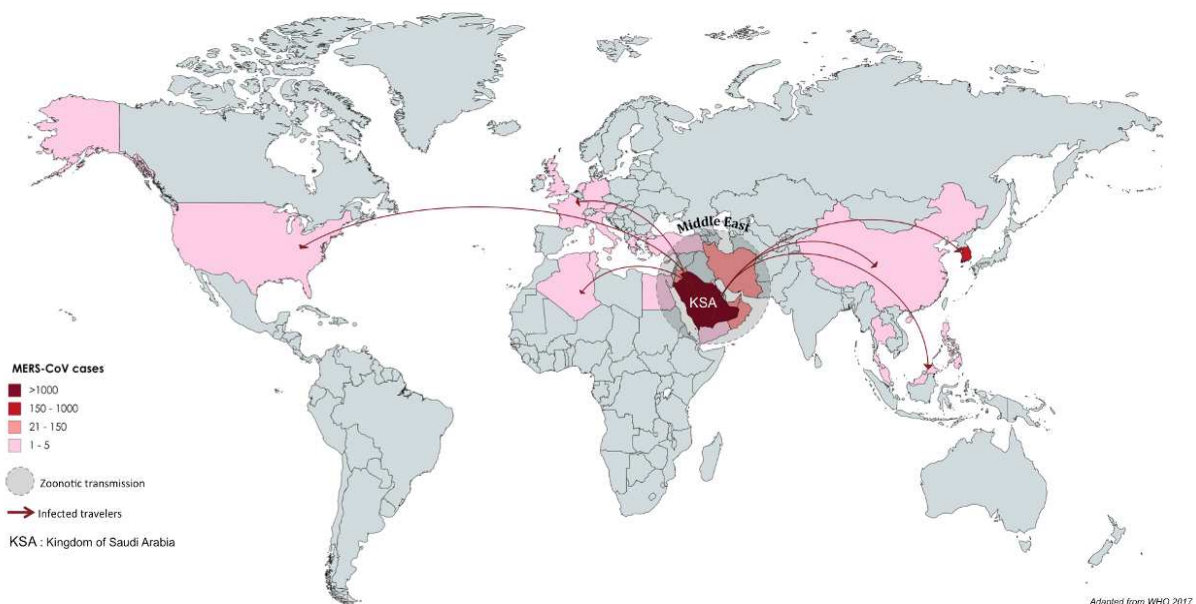 Middle East
KSA
MERS-CoV cases
>1000
150 - 1000
21 - 150
1 - 5
Zoonotic transmission
Infected travelers
KSA : Kingdom of Saudi Arabia
Adapted from WHO 2017